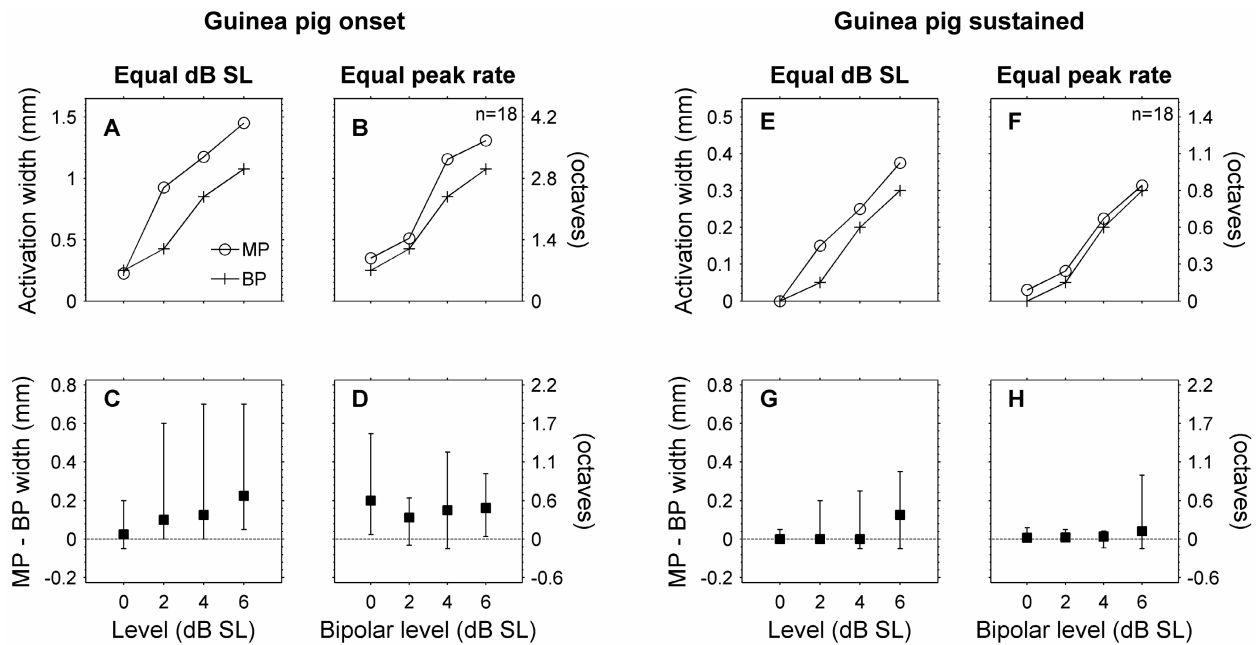 Guinea pig onset
Guinea pig sustained
Equal dB SL
Equal peak rate
Equal dB SL
Equal peak rate
Activation width (mm)
1.5
1
0.5
0
A
MP
BP
B
n=18
4.2
2.8
1.4
0
(octaves)
Activation width (mm)
0.5
0.4
0.3
0.2
0.1
0
E
F
n=18
1.4
1.1
0.8
0.6
0.3
0
(octaves)
MP - BP width (mm)
0.8
0.6
0.4
0.2
0
-0.2
C
D
2.2
1.7
1.1
0.6
0
-0.6
(octaves)
MP - BP width (mm)
0.8
0.6
0.4
0.2
0
-0.2
G
H
2.2
1.7
1.1
0.6
0
-0.6
(octaves)
0 2 4 6
0 2 4 6
0 2 4 6
0 2 4 6
Level (dB SL)
Bipolar level (dB SL)
Level (dB SL)
Bipolar level (dB SL)